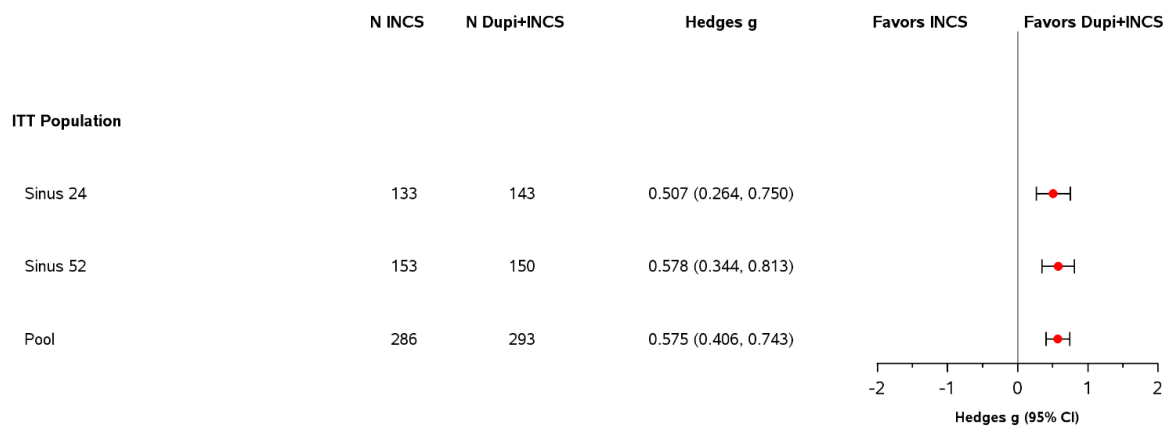 N INCS N Dupi+INCS Hedges g Favors INCS Favors Dupi+INCS
ITT Population
Sinus 24 133 143 0.507 (0.264, 0.750)
Sinus 52 153 150 0.578 (0.344, 0.813)
Pool 286 293 0.575 (0.406, 0.743)
-2 -1 0 1 2
Hedges g (95% CI)